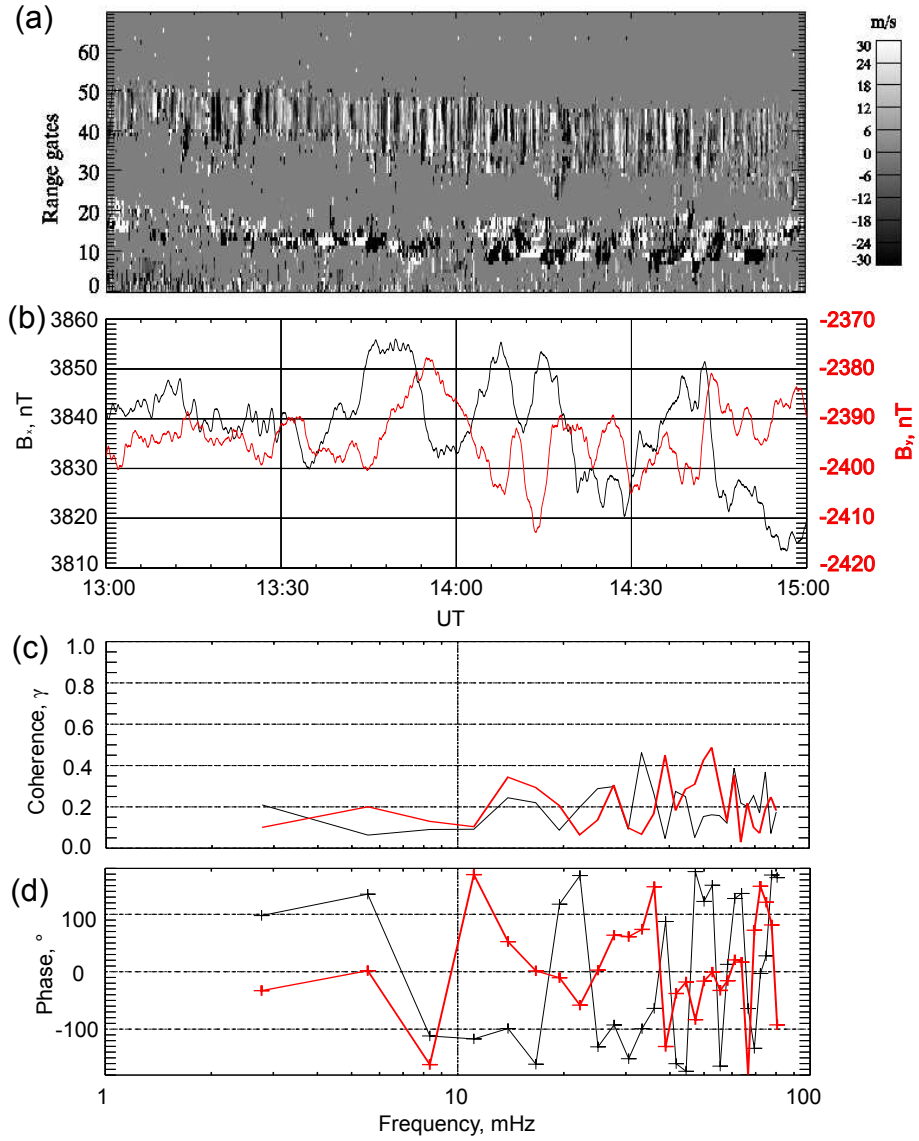 (a)
m/s
Range gates
60
50
40
30
20
10
0
30
24
18
12
6
0
-6
-12
-18
-24
-30
(b)
Bx, nT
3860
3850
3840
3830
3820
3810
-2370
-2380
-2390
-2400
-2410
-2420
By, nT
13:00 13:30 14:00 14:30 15:00
UT
(c)
Coherence, γ
1.0
0.8
0.6
0.4
0.2
0.0
(d)
Phase, °
100
0
-100
1 10 100
Frequency, mHz